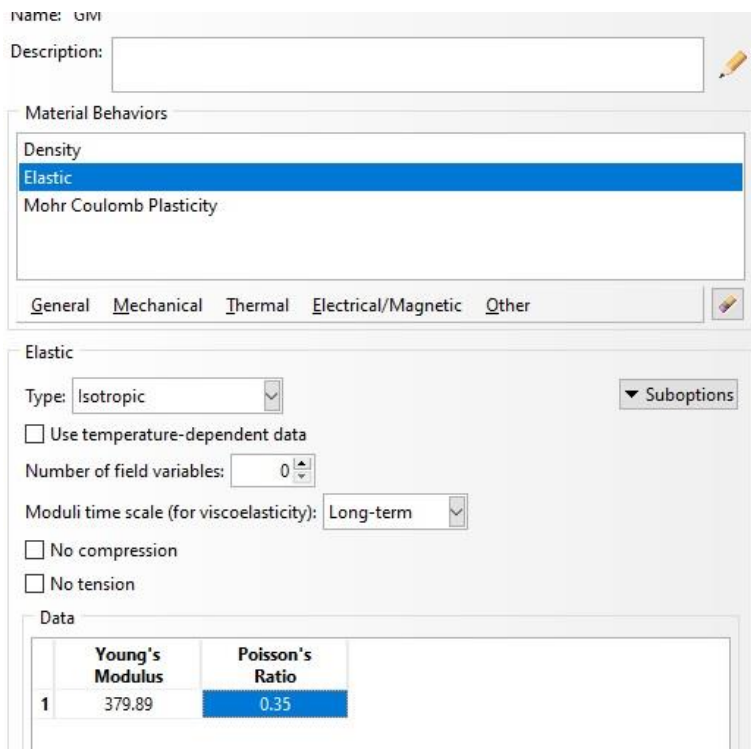 Name: GM
Description:
Material Behaviors
Density
Elastic
Mohr Coulomb Plasticity
General Mechanical Thermal Electrical/Magnetic Other
Elastic
Type: Isotropic Suboptions
Use temperature-dependent data
Number of field variables: 0
Moduli time scale (for viscoelasticity): Long-term
No compression
No tension
Data
Young's Poisson's
Modulus Ratio
1 379.89 0.35